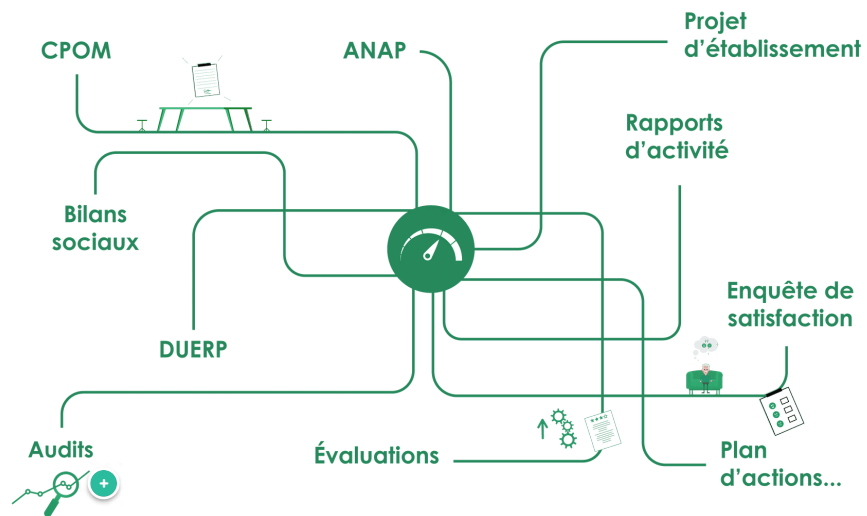 CPOM
ANAP
Projet
d'établissement
Rapports
d'activité
Bilans
sociaux
Enquête de
satisfaction
DUERP
Audits
Évaluations
Plan
d'actions...